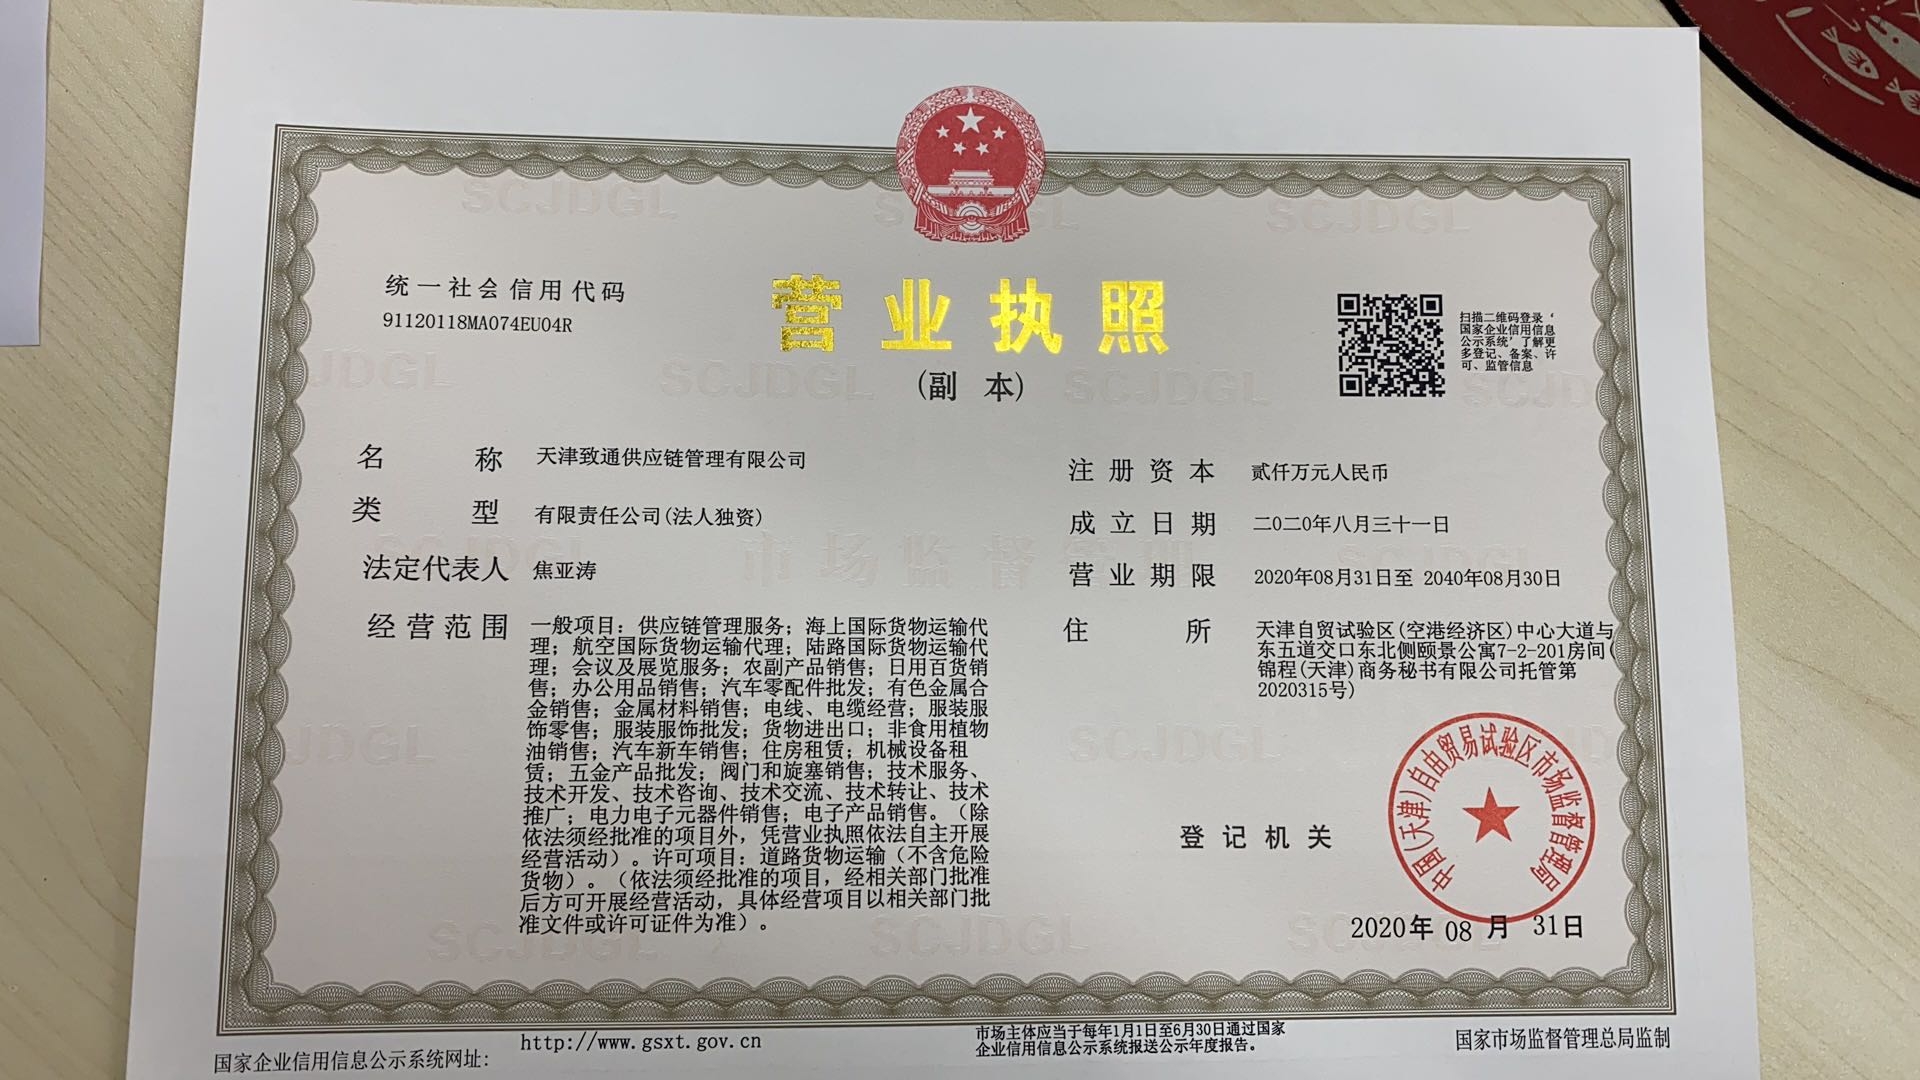 统一社会信用代码
91120118MA074EU04R
营业执照
(副 本)
扫描二维码登录'
国家企业信用信息
公示系统'了解更
多登记、备案、许
可、监管信息
名 称 天津致通供应链管理有限公司
类 型 有限责任公司(法人独资)
法定代表人 焦亚涛
经营范围 一般项目：供应链管理服务；海上国际货物运输代
理；航空国际货物运输代理；陆路国际货物运输代
理；会议及展览服务；农副产品销售；日用百货销
售；办公用品销售；汽车零配件批发；有色金属合
金销售；金属材料销售；电线、电缆经营；服装服
饰零售；服装服饰批发；货物进出口；非食用植物
油销售；汽车新车销售；住房租赁；机械设备租
赁；五金产品批发；阀门和旋塞销售；技术服务、
技术开发、技术咨询、技术交流、技术转让、技术
推广；电力电子元器件销售；电子产品销售。（除
依法须经批准的项目外，凭营业执照依法自主开展
经营活动）。许可项目：道路货物运输（不含危险
货物）。（依法须经批准的项目，经相关部门批准
后方可开展经营活动，具体经营项目以相关部门批
准文件或许可证件为准）。
注册资本 贰仟万元人民币
成立日期 二〇二〇年八月三十一日
营业期限 2020年08月31日至 2040年08月30日
住 所 天津自贸试验区(空港经济区)中心大道与
东五道交口东北侧颐景公寓7-2-201房间(
锦程(天津)商务秘书有限公司托管第
2020315号)
登记机关
中国(天津)自由贸易试验区市场监督管理局
2020年 08 月 31日
国家企业信用信息公示系统网址:
http://www.gsxt.gov.cn
市场主体应当于每年1月1日至6月30日通过国家
企业信用信息公示系统报送公示年度报告。
国家市场监督管理总局监制